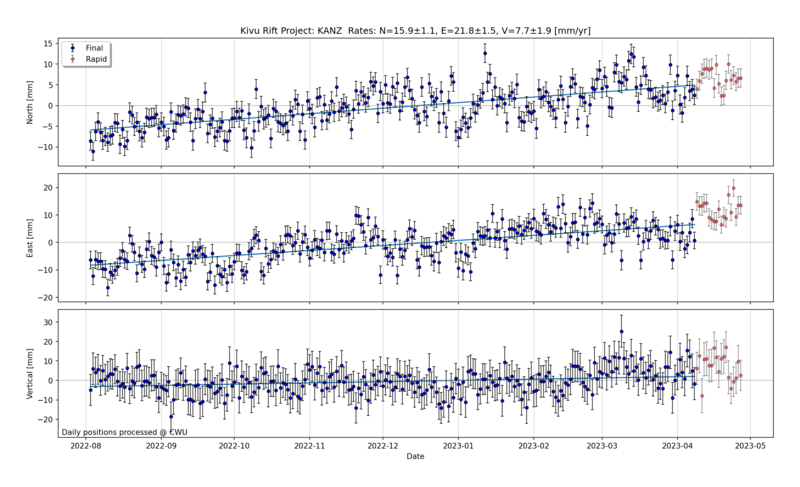 Kivu Rift Project: KANZ Rates: N=15.9±1.1, E=21.8±1.5, V=7.7±1.9 [mm/yr]
Final
Rapid
North [mm]
15
10
5
0
−5
−10
East [mm]
20
10
0
−10
−20
Vertical [mm]
30
20
10
0
−10
−20
Daily positions processed @ CWU
2022-08 2022-09 2022-10 2022-11 2022-12 2023-01 2023-02 2023-03 2023-04 2023-05
Date